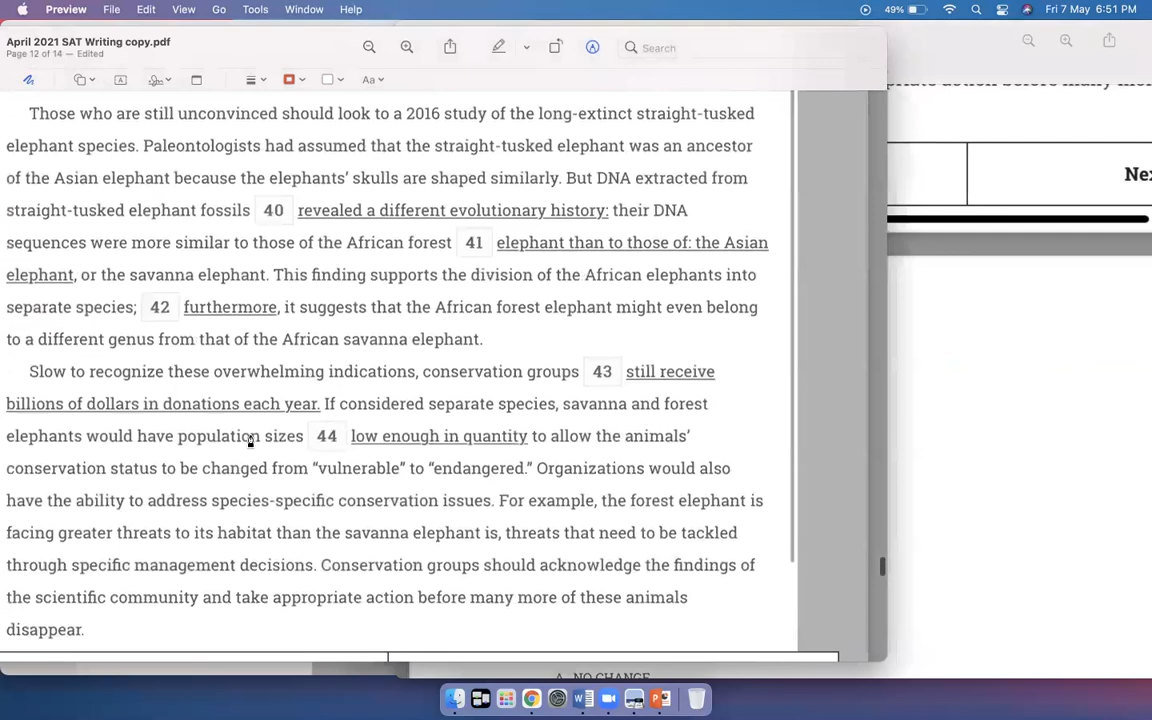 Preview File Edit View Go Tools Window Help 49% Fri 7 May 6:51 PM
April 2021 SAT Writing copy.pdf
Page 12 of 14 — Edited
Search
Aa
Those who are still unconvinced should look to a 2016 study of the long-extinct straight-tusked
elephant species. Paleontologists had assumed that the straight-tusked elephant was an ancestor
of the Asian elephant because the elephants' skulls are shaped similarly. But DNA extracted from
straight-tusked elephant fossils 40 revealed a different evolutionary history: their DNA
sequences were more similar to those of the African forest 41 elephant than to those of: the Asian
elephant, or the savanna elephant. This finding supports the division of the African elephants into
separate species; 42 furthermore, it suggests that the African forest elephant might even belong
to a different genus from that of the African savanna elephant.
Slow to recognize these overwhelming indications, conservation groups 43 still receive
billions of dollars in donations each year. If considered separate species, savanna and forest
elephants would have population sizes 44 low enough in quantity to allow the animals'
conservation status to be changed from “vulnerable” to “endangered.” Organizations would also
have the ability to address species-specific conservation issues. For example, the forest elephant is
facing greater threats to its habitat than the savanna elephant is, threats that need to be tackled
through specific management decisions. Conservation groups should acknowledge the findings of
the scientific community and take appropriate action before many more of these animals
disappear.
Nex
A. NO CHANGE